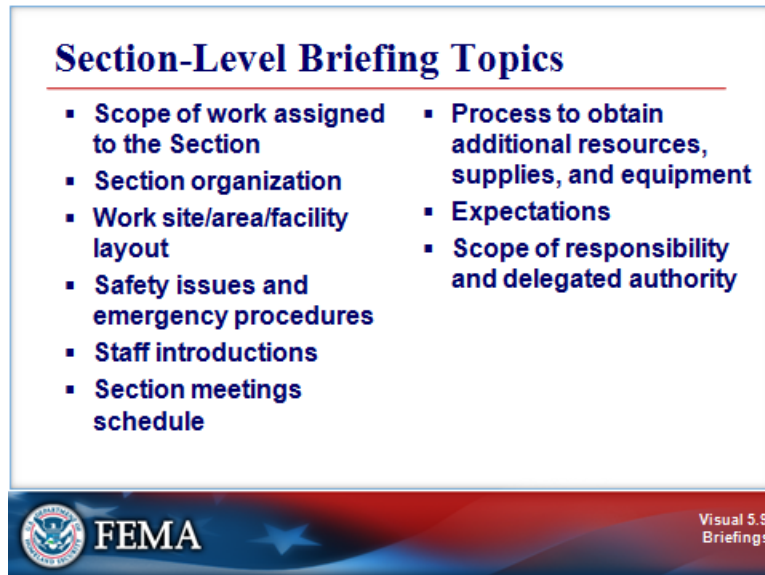 Section-Level Briefing Topics
▪ Scope of work assigned
to the Section
▪ Section organization
▪ Work site/area/facility
layout
▪ Safety issues and
emergency procedures
▪ Staff introductions
▪ Section meetings
schedule
▪ Process to obtain
additional resources,
supplies, and equipment
▪ Expectations
▪ Scope of responsibility
and delegated authority
FEMA
Visual 5.9
Briefings